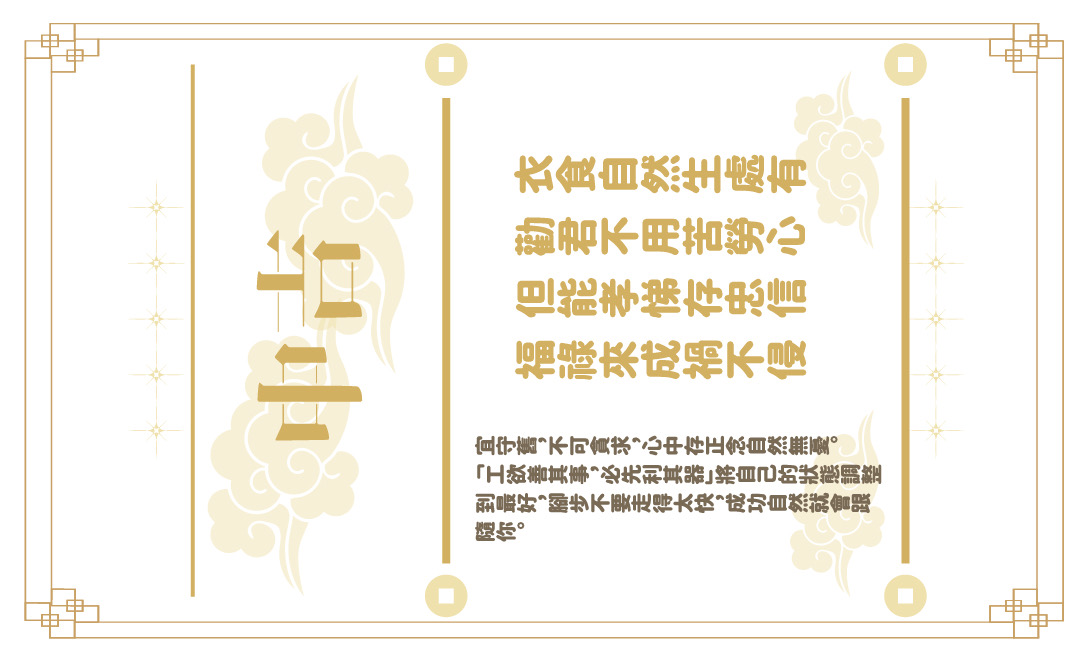 中吉
衣食自然生處有
勸君不用苦勞心
但能孝悌存忠信
福祿來成禍不侵
宜守舊，不可貪求，心中存正念自然無憂。
「工欲善其事，必先利其器」將自己的狀態調整
到最好，腳步不要走得太快，成功自然就會跟
隨你。